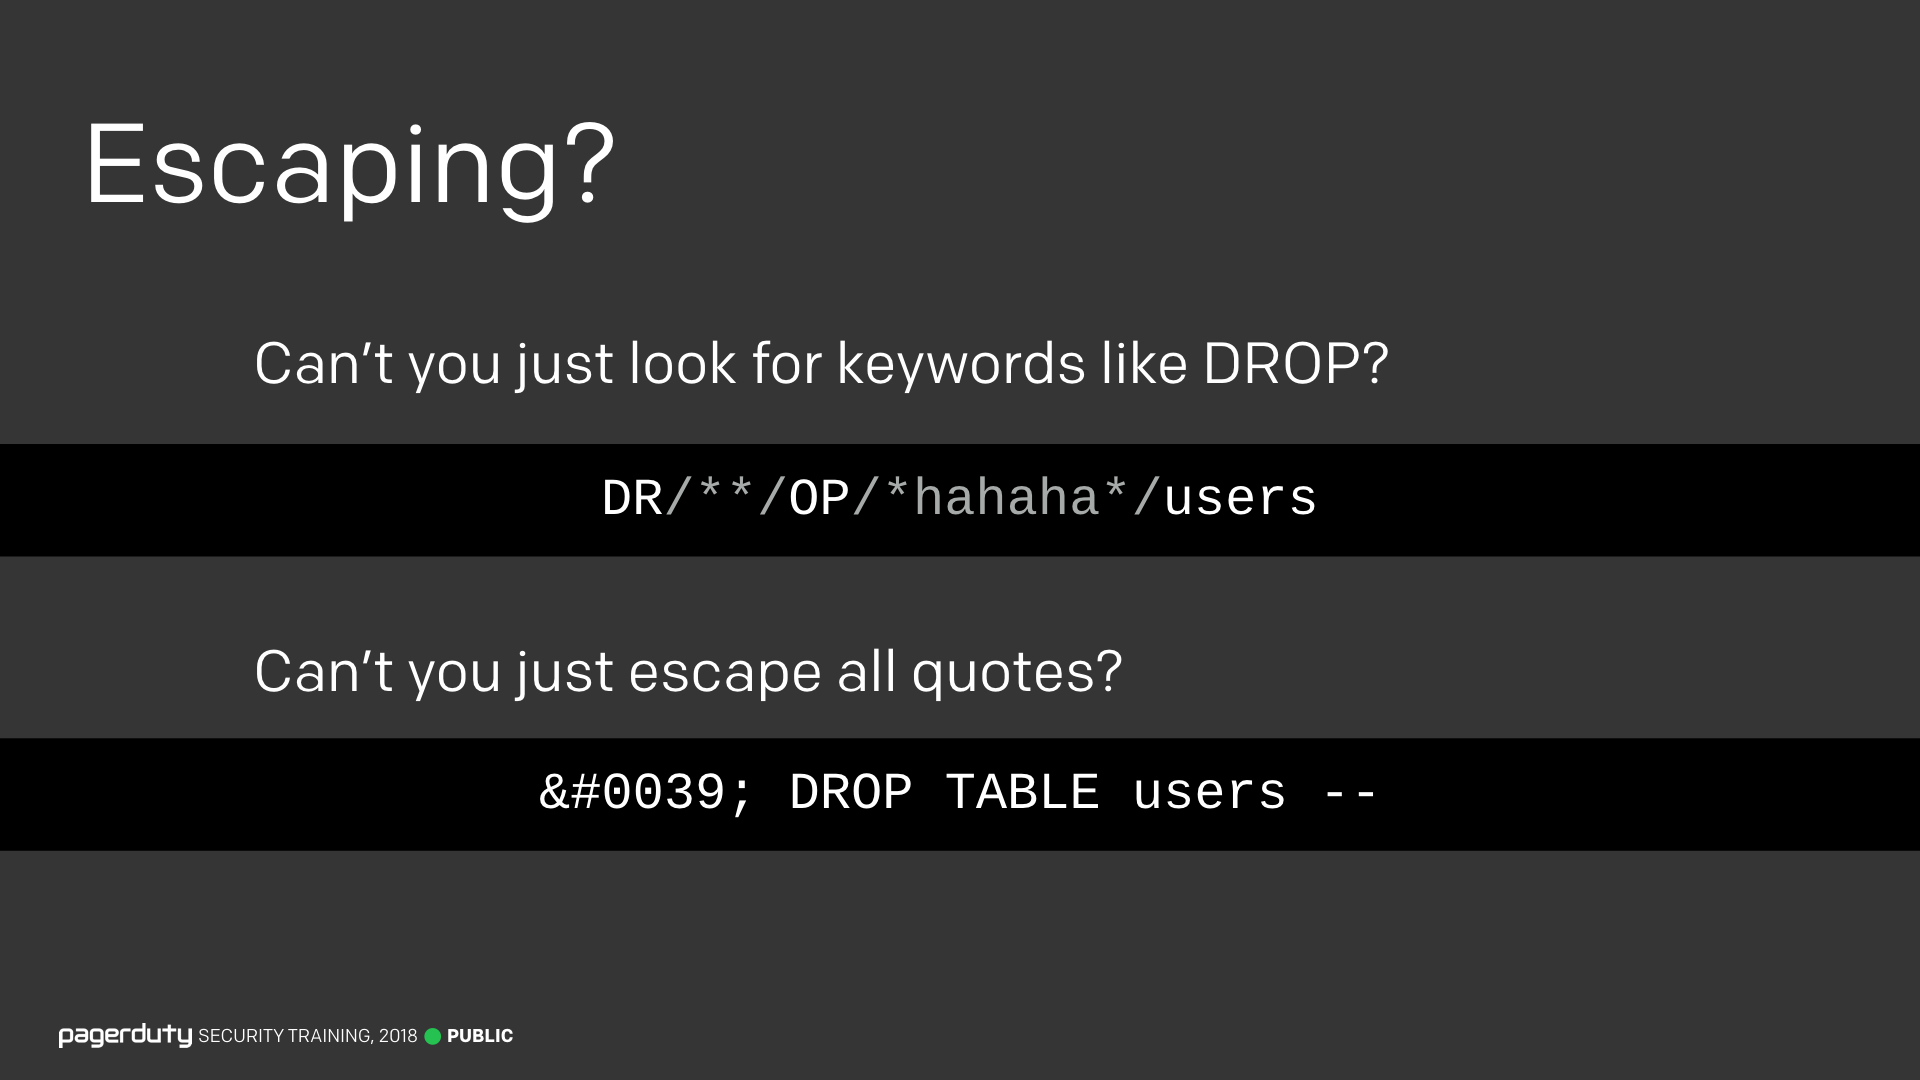 Escaping?
Can’t you just look for keywords like DROP?
DR/**/OP/*hahaha*/users
Can’t you just escape all quotes?
&#0039; DROP TABLE users --
pagerduty SECURITY TRAINING, 2018 PUBLIC